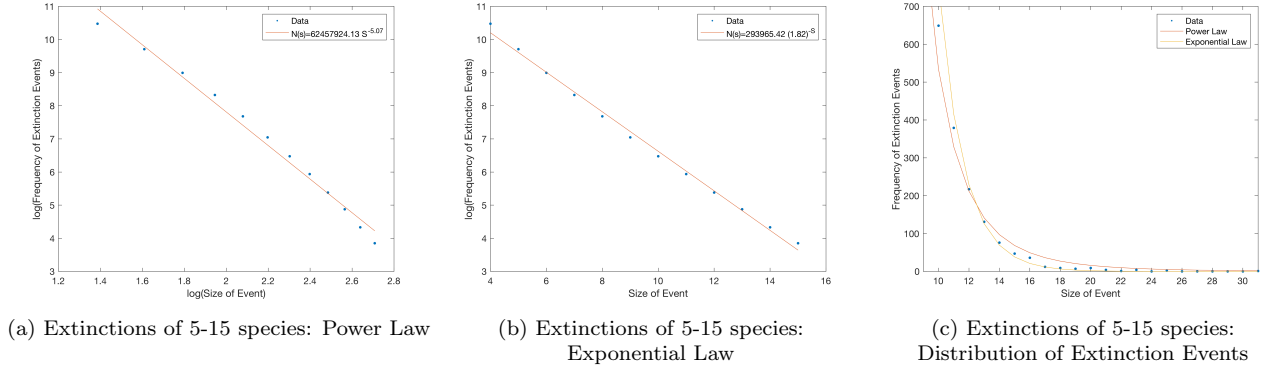 11
10
9
8
7
6
5
4
3
log(Frequency of Extinction Events)
1.2
1.4
1.6
1.8
2
2.2
2.4
2.6
2.8
log(Size of Event)
Data
N(s)=62457924.13 S^-5.07
(a) Extinctions of 5-15 species: Power Law
11
10
9
8
7
6
5
4
3
log(Frequency of Extinction Events)
4
6
8
10
12
14
16
Size of Event
Data
N(s)=293965.42 (1.82)^-S
(b) Extinctions of 5-15 species:
Exponential Law
700
600
500
400
300
200
100
0
Frequency of Extinction Events
10
12
14
16
18
20
22
24
26
28
30
Size of Event
Data
Power Law
Exponential Law
(c) Extinctions of 5-15 species:
Distribution of Extinction Events